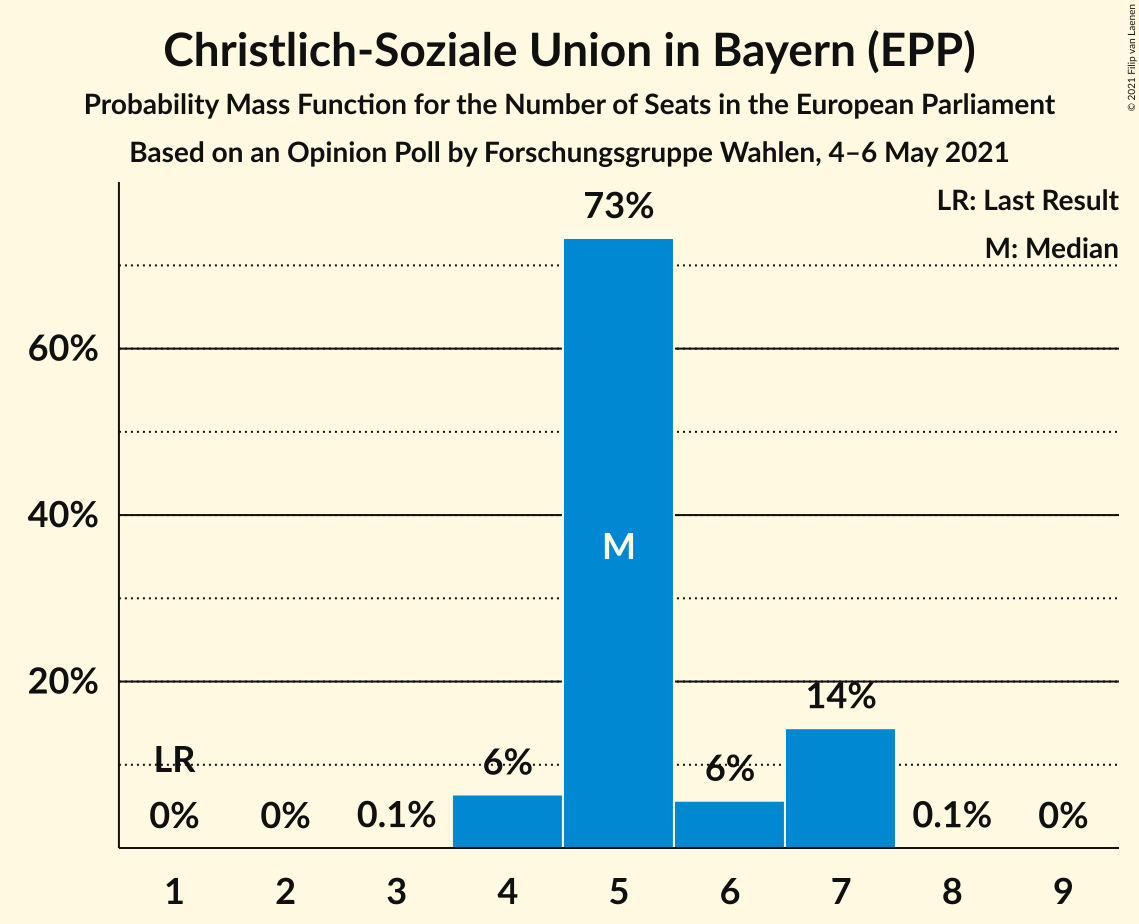 Christlich-Soziale Union in Bayern (EPP)
Probability Mass Function for the Number of Seats in the European Parliament
Based on an Opinion Poll by Forschungsgruppe Wahlen, 4–6 May 2021
© 2021 Filip van Laenen
LR: Last Result
M: Median
73%
60%
40%
M
20%
14%
LR
6%
6%
0%
0%
0.1%
0.1%
0%
1 2 3 4 5 6 7 8 9